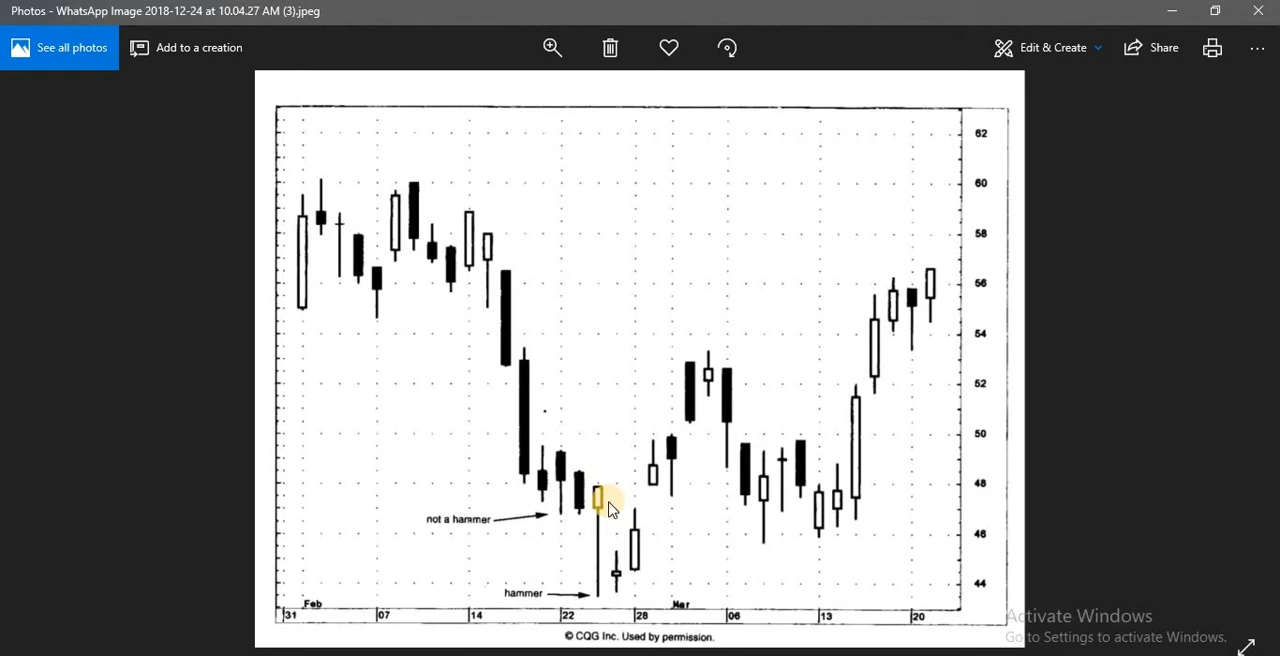 Photos - WhatsApp Image 2018-12-24 at 10.04.27 AM (3).jpeg
See all photos
Add to a creation
Edit & Create
Share
62
60
58
56
54
52
50
48
46
44
not a hammer
hammer
Feb
Mar
31
07
14
22
28
06
13
20
© CQG Inc. Used by permission.
Activate Windows
Go to Settings to activate Windows.